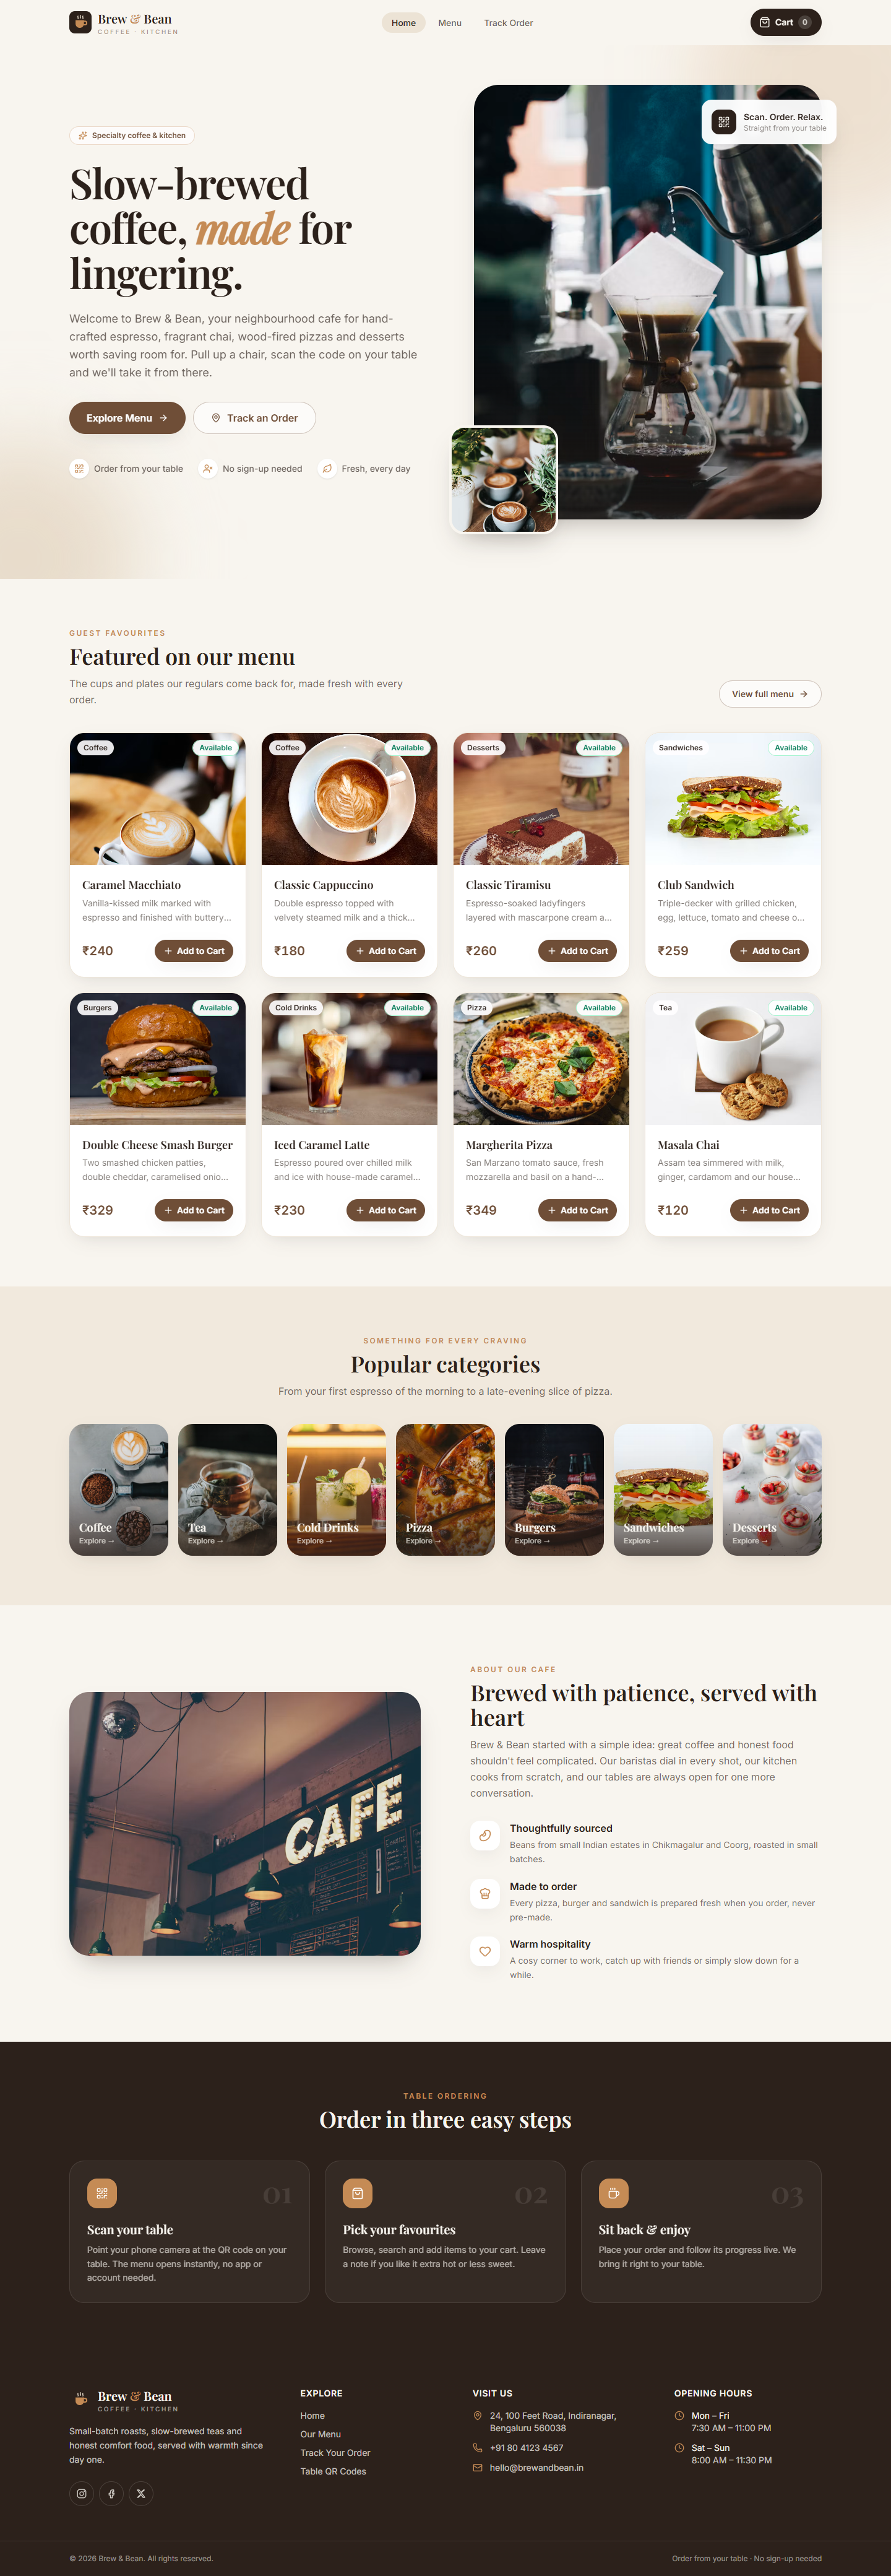 Brew & Bean
COFFEE · KITCHEN
Home
Menu
Track Order
Cart 0
Specialty coffee & kitchen
Slow-brewed
coffee, made for
lingering.
Welcome to Brew & Bean, your neighbourhood cafe for hand-
crafted espresso, fragrant chai, wood-fired pizzas and desserts
worth saving room for. Pull up a chair, scan the code on your table
and we'll take it from there.
Explore Menu →
Track an Order
Order from your table
No sign-up needed
Fresh, every day
Scan. Order. Relax.
Straight from your table
GUEST FAVOURITES
Featured on our menu
The cups and plates our regulars come back for, made fresh with every
order.
View full menu →
Coffee
Available
Caramel Macchiato
Vanilla-kissed milk marked with
espresso and finished with buttery...
₹240
+ Add to Cart
Coffee
Available
Classic Cappuccino
Double espresso topped with
velvety steamed milk and a thick...
₹180
+ Add to Cart
Desserts
Available
Classic Tiramisu
Espresso-soaked ladyfingers
layered with mascarpone cream a...
₹260
+ Add to Cart
Sandwiches
Available
Club Sandwich
Triple-decker with grilled chicken,
egg, lettuce, tomato and cheese o...
₹259
+ Add to Cart
Burgers
Available
Double Cheese Smash Burger
Two smashed chicken patties,
double cheddar, caramelised onio...
₹329
+ Add to Cart
Cold Drinks
Available
Iced Caramel Latte
Espresso poured over chilled milk
and ice with house-made caramel...
₹230
+ Add to Cart
Pizza
Available
Margherita Pizza
San Marzano tomato sauce, fresh
mozzarella and basil on a hand-...
₹349
+ Add to Cart
Tea
Available
Masala Chai
Assam tea simmered with milk,
ginger, cardamom and our house...
₹120
+ Add to Cart
SOMETHING FOR EVERY CRAVING
Popular categories
From your first espresso of the morning to a late-evening slice of pizza.
Coffee
Explore →
Tea
Explore →
Cold Drinks
Explore →
Pizza
Explore →
Burgers
Explore →
Sandwiches
Explore →
Desserts
Explore →
CAFE
ABOUT OUR CAFE
Brewed with patience, served with
heart
Brew & Bean started with a simple idea: great coffee and honest food
shouldn't feel complicated. Our baristas dial in every shot, our kitchen
cooks from scratch, and our tables are always open for one more
conversation.
Thoughtfully sourced
Beans from small Indian estates in Chikmagalur and Coorg, roasted in small
batches.
Made to order
Every pizza, burger and sandwich is prepared fresh when you order, never
pre-made.
Warm hospitality
A cosy corner to work, catch up with friends or simply slow down for a
while.
TABLE ORDERING
Order in three easy steps
01
Scan your table
Point your phone camera at the QR code on your
table. The menu opens instantly, no app or
account needed.
02
Pick your favourites
Browse, search and add items to your cart. Leave
a note if you like it extra hot or less sweet.
03
Sit back & enjoy
Place your order and follow its progress live. We
bring it right to your table.
Brew & Bean
COFFEE · KITCHEN
Small-batch roasts, slow-brewed teas and
honest comfort food, served with warmth since
day one.
EXPLORE
Home
Our Menu
Track Your Order
Table QR Codes
VISIT US
24, 100 Feet Road, Indiranagar,
Bengaluru 560038
+91 80 4123 4567
hello@brewandbean.in
OPENING HOURS
Mon – Fri
7:30 AM – 11:00 PM
Sat – Sun
8:00 AM – 11:30 PM
© 2026 Brew & Bean. All rights reserved.
Order from your table · No sign-up needed